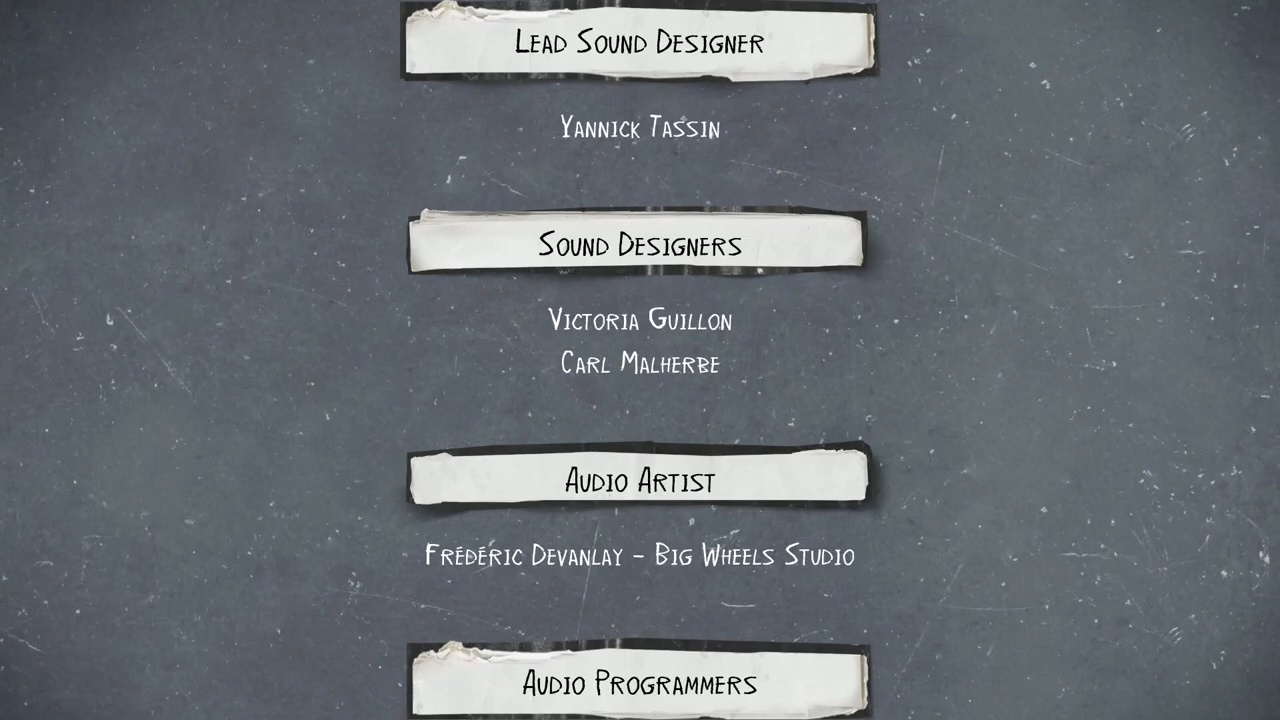 Lead Sound Designer
Yannick Tassin
Sound Designers
Victoria Guillon
Carl Malherbe
Audio Artist
Frédéric Devanlay – Big Wheels Studio
Audio Programmers